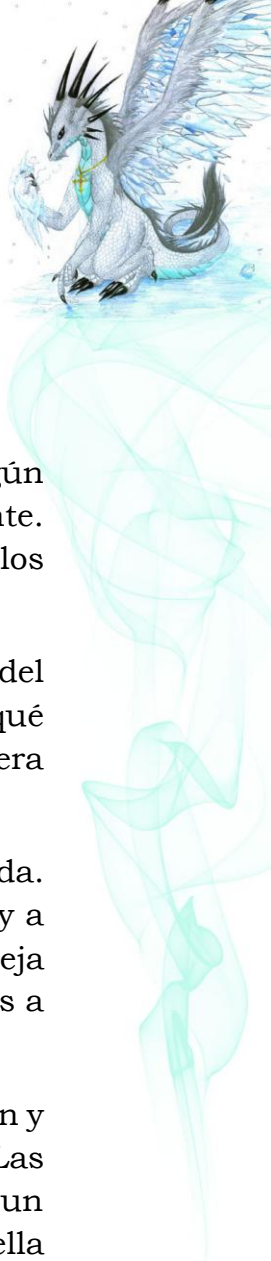 gún
nte.
los
del
qué
era
da.
y a
eja
s a
n y
Las
un
ella